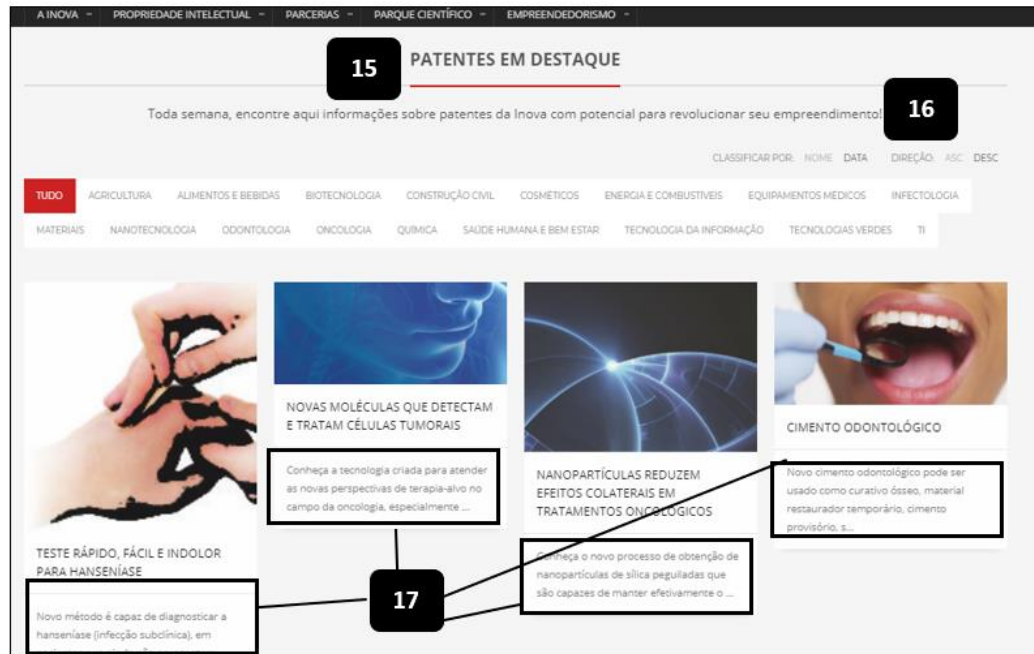 A INOVA PROPRIEDADE INTELECTUAL PARCERIAS PARQUE CIENTÍFICO EMPREENDEDORISMO
15
PATENTES EM DESTAQUE
Toda semana, encontre aqui informações sobre patentes da Inova com potencial para revolucionar seu empreendimento!
16
CLASSIFICAR POR: NOME DATA DIREÇÃO: ASC DESC
TUDO AGRICULTURA ALIMENTOS E BEBIDAS BIOTECNOLOGIA CONSTRUÇÃO CIVIL COSMÉTICOS ENERGIA E COMBUSTÍVEIS EQUIPAMENTOS MÉDICOS INFECTOLOGIA
MATERIAIS NANOTECNOLOGIA ODONTOLOGIA ONCOLOGIA QUÍMICA SAÚDE HUMANA E BEM ESTAR TECNOLOGIA DA INFORMAÇÃO TECNOLOGIAS VERDES TI
TESTE RÁPIDO, FÁCIL E INDOLOR
PARA HANSENÍASE
Novo método é capaz de diagnosticar a
hanseníase (infecção subclínica), em
NOVAS MOLÉCULAS QUE DETECTAM
E TRATAM CÉLULAS TUMORAIS
Conheça a tecnologia criada para atender
as novas perspectivas de terapia-alvo no
campo da oncologia, especialmente ...
17
NANOPARTÍCULAS REDUZEM
EFEITOS COLATERAIS EM
TRATAMENTOS ONCOLÓGICOS
Conheça o novo processo de obtenção de
nanopartículas de sílica peguiladas que
são capazes de manter efetivamente o ...
CIMENTO ODONTOLÓGICO
Novo cimento odontológico pode ser
usado como curativo ósseo, material
restaurador temporário, cimento
provisório, s...